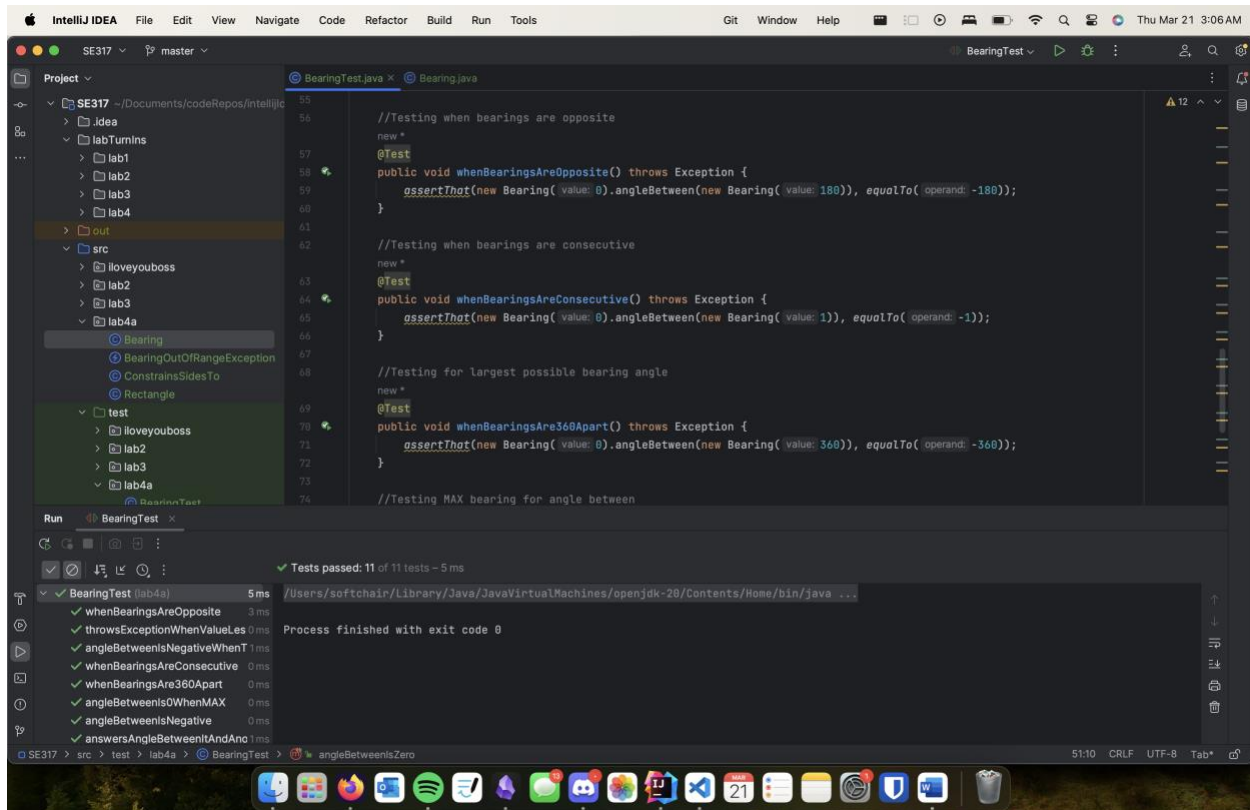 IntelliJ IDEA File Edit View Navigate Code Refactor Build Run Tools Git Window Help Thu Mar 21 3:06 AM
SE317 master BearingTest
Project
BearingTest.java Bearing.java
SE317 ~/Documents/codeRepos/intellijIc
.idea
labTurnIns
lab1
lab2
lab3
lab4
out
src
iloveyouboss
lab2
lab3
lab4a
Bearing
BearingOutOfRangeException
ConstrainsSidesTo
Rectangle
test
iloveyouboss
lab2
lab3
lab4a
BearingTest
12
55
56 //Testing when bearings are opposite
new *
57 @Test
58 public void whenBearingsAreOpposite() throws Exception {
59 assertThat(new Bearing( value: 0).angleBetween(new Bearing( value: 180)), equalTo( operand: -180));
60 }
61
62 //Testing when bearings are consecutive
new *
63 @Test
64 public void whenBearingsAreConsecutive() throws Exception {
65 assertThat(new Bearing( value: 0).angleBetween(new Bearing( value: 1)), equalTo( operand: -1));
66 }
67
68 //Testing for largest possible bearing angle
new *
69 @Test
70 public void whenBearingsAre360Apart() throws Exception {
71 assertThat(new Bearing( value: 0).angleBetween(new Bearing( value: 360)), equalTo( operand: -360));
72 }
73
74 //Testing MAX bearing for angle between
Run BearingTest
Tests passed: 11 of 11 tests – 5 ms
BearingTest (lab4a) 5 ms
whenBearingsAreOpposite 3 ms
throwsExceptionWhenValueLes 0 ms
angleBetweenIsNegativeWhenT 1 ms
whenBearingsAreConsecutive 0 ms
whenBearingsAre360Apart 0 ms
angleBetweenIs0WhenMAX 0 ms
angleBetweenIsNegative 0 ms
answersAngleBetweenItAndAno 1 ms
/Users/softchair/Library/Java/JavaVirtualMachines/openjdk-20/Contents/Home/bin/java ...
Process finished with exit code 0
SE317 > src > test > lab4a > BearingTest > angleBetweenIsZero 51:10 CRLF UTF-8 Tab*
MAR
21